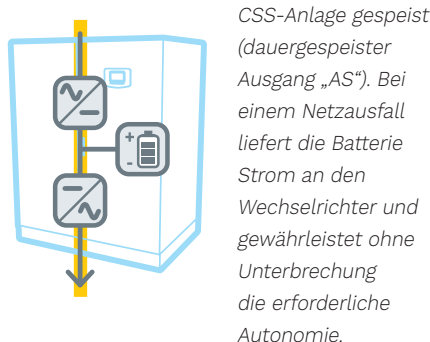 CSS-Anlage gespeist
(dauergespeister
Ausgang „AS“). Bei
einem Netzausfall
liefert die Batterie
Strom an den
Wechselrichter und
gewährleistet ohne
Unterbrechung
die erforderliche
Autonomie.